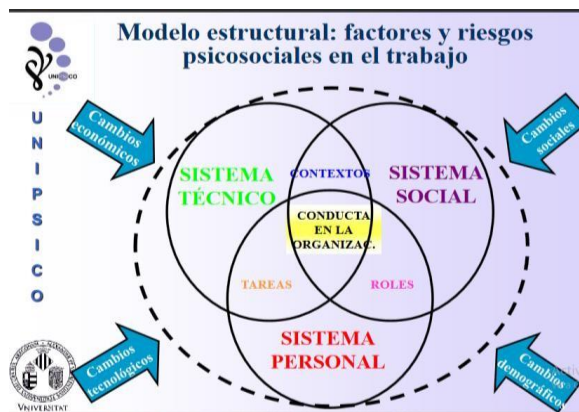 Modelo estructural: factores y riesgos
psicosociales en el trabajo
UNIPSICO
U
N
I
P
S
I
C
O
Cambios
económicos
Cambios
sociales
SISTEMA
TÉCNICO
CONTEXTOS
SISTEMA
SOCIAL
CONDUCTA
EN LA
ORGANIZAC.
TAREAS
ROLES
SISTEMA
PERSONAL
Cambios
tecnológicos
Cambios
demográficos
VNIVERSITAT